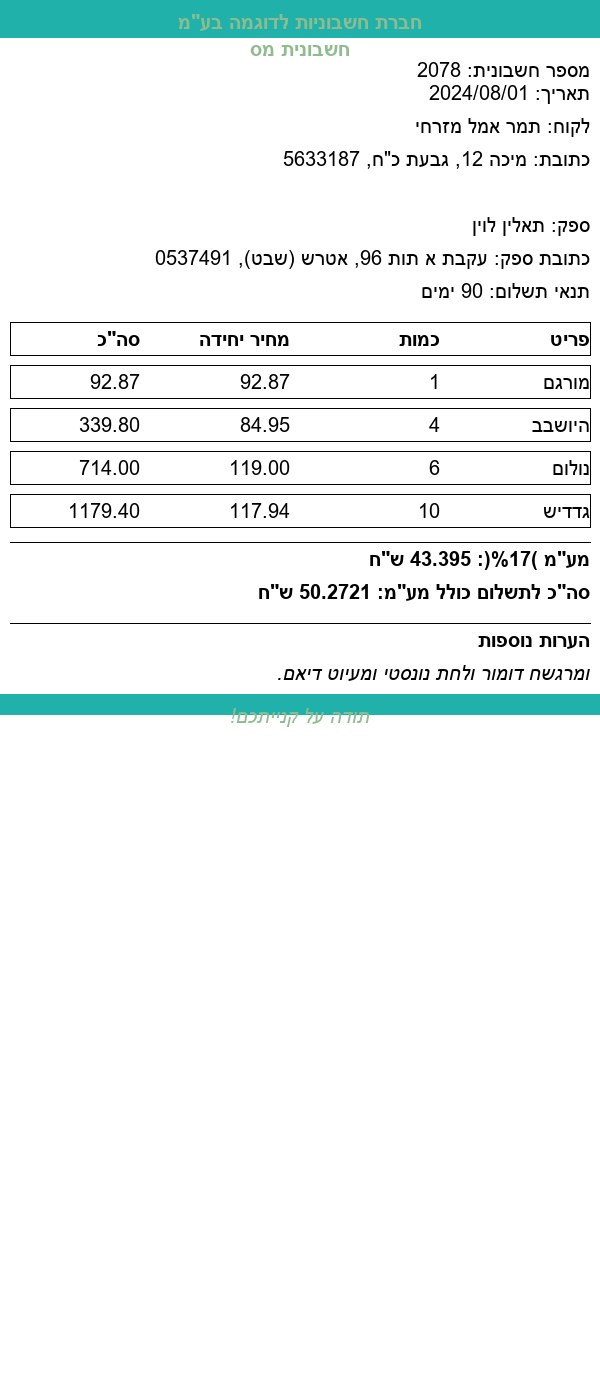 חברת חשבוניות לדוגמה בע"מ
חשבונית מס
מספר חשבונית: 2078
תאריך: 2024/08/01
לקוח: תמר אמל מזרחי
כתובת: מיכה 12, גבעת כ"ח, 5633187
ספק: תאלין לוין
כתובת ספק: עקבת א תות 96, אטרש (שבט), 0537491
תנאי תשלום: 90 ימים
פריט כמות מחיר יחידה סה"כ
מורגם 1 92.87 92.87
היושבב 4 84.95 339.80
נולום 6 119.00 714.00
גדדיש 10 117.94 1179.40
מע"מ )17%(: 43.395 ש"ח
סה"כ לתשלום כולל מע"מ: 50.2721 ש"ח
הערות נוספות
ומרגשח דומור ולחת נונסטי ומעיוט דיאם.
תודה על קנייתכם!